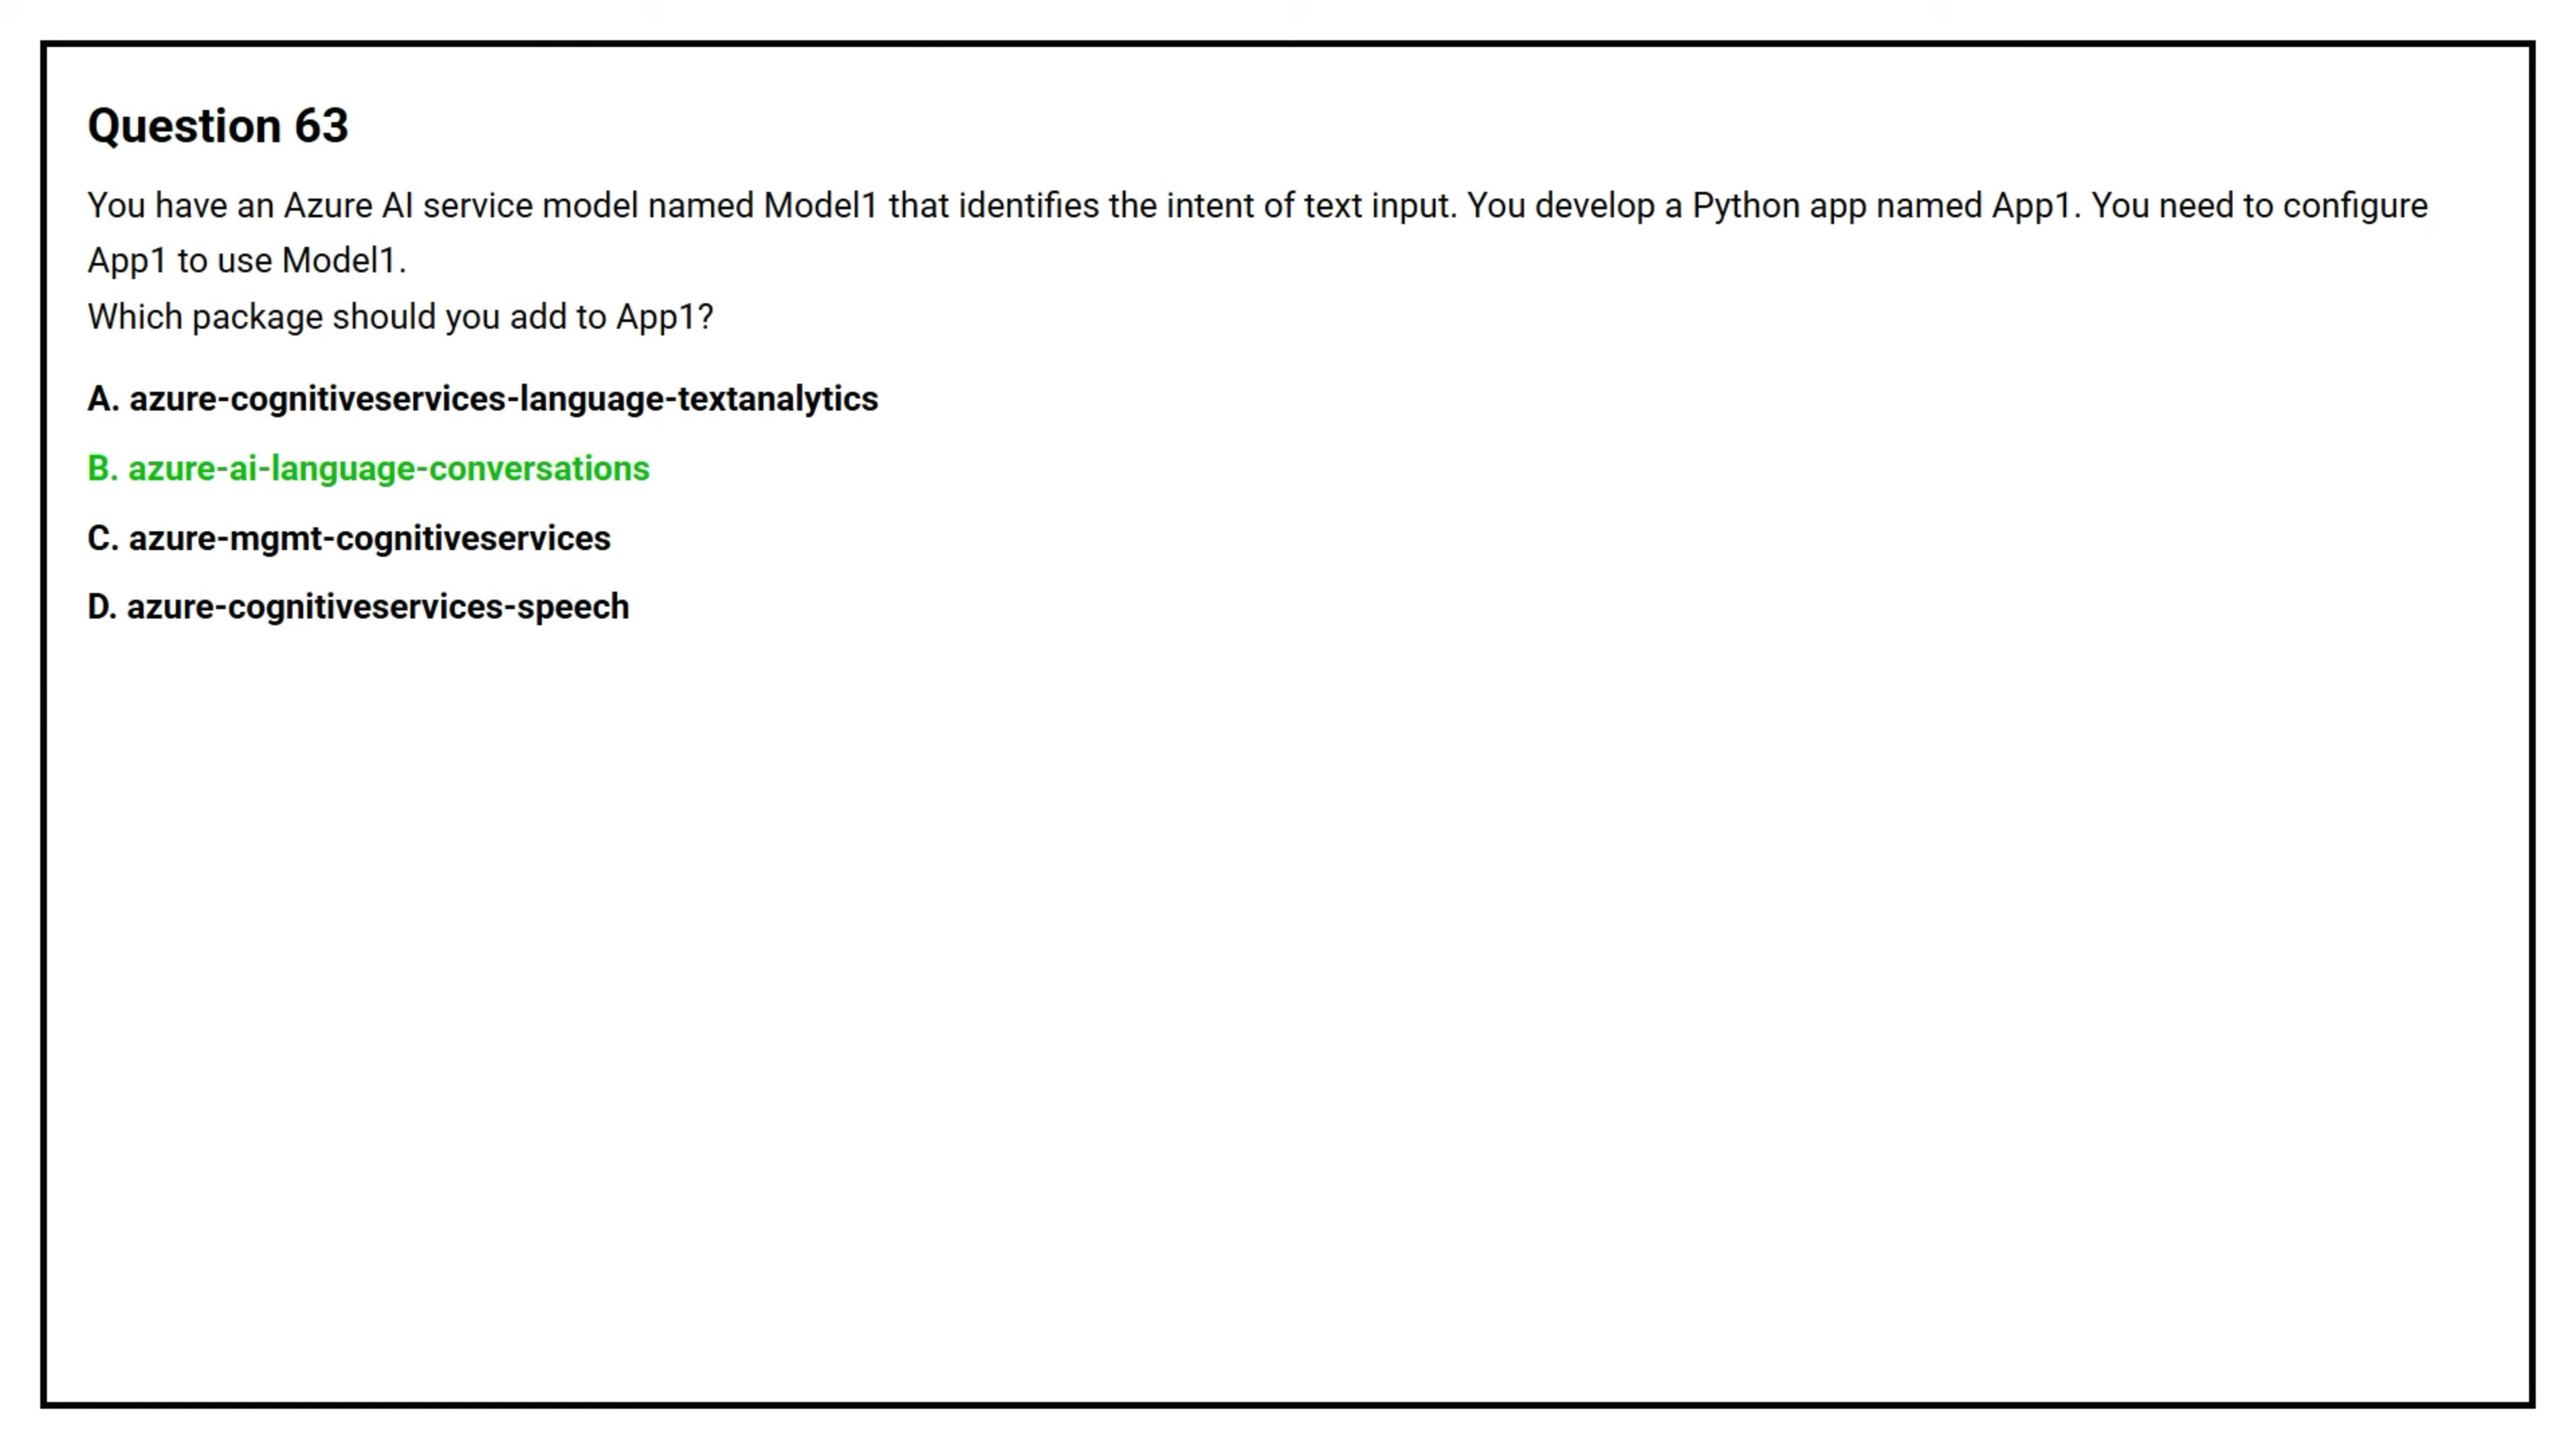 Question 63
You have an Azure AI service model named Model1 that identifies the intent of text input. You develop a Python app named App1. You need to configure
App1 to use Model1.
Which package should you add to App1?
A. azure-cognitiveservices-language-textanalytics
B. azure-ai-language-conversations
C. azure-mgmt-cognitiveservices
D. azure-cognitiveservices-speech